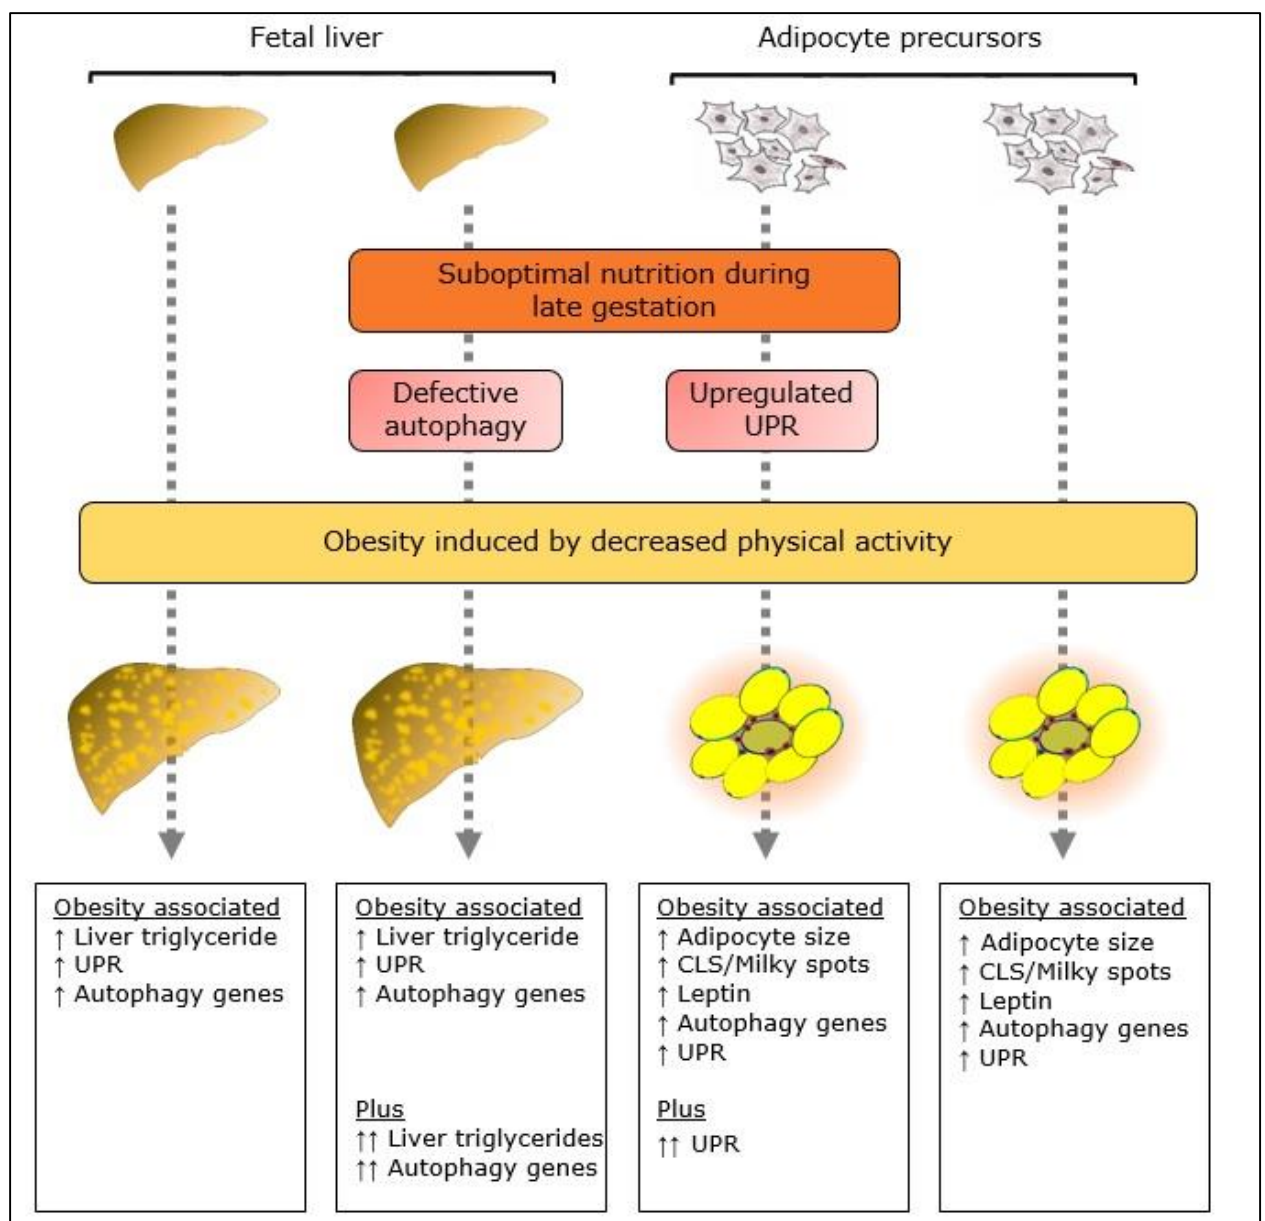 Fetal liver
Adipocyte precursors
Suboptimal nutrition during
late gestation
Defective
autophagy
Upregulated
UPR
Obesity induced by decreased physical activity
Obesity associated
↑ Liver triglyceride
↑ UPR
↑ Autophagy genes
Obesity associated
↑ Liver triglyceride
↑ UPR
↑ Autophagy genes
Plus
↑↑ Liver triglycerides
↑↑ Autophagy genes
Obesity associated
↑ Adipocyte size
↑ CLS/Milky spots
↑ Leptin
↑ Autophagy genes
↑ UPR
Plus
↑↑ UPR
Obesity associated
↑ Adipocyte size
↑ CLS/Milky spots
↑ Leptin
↑ Autophagy genes
↑ UPR